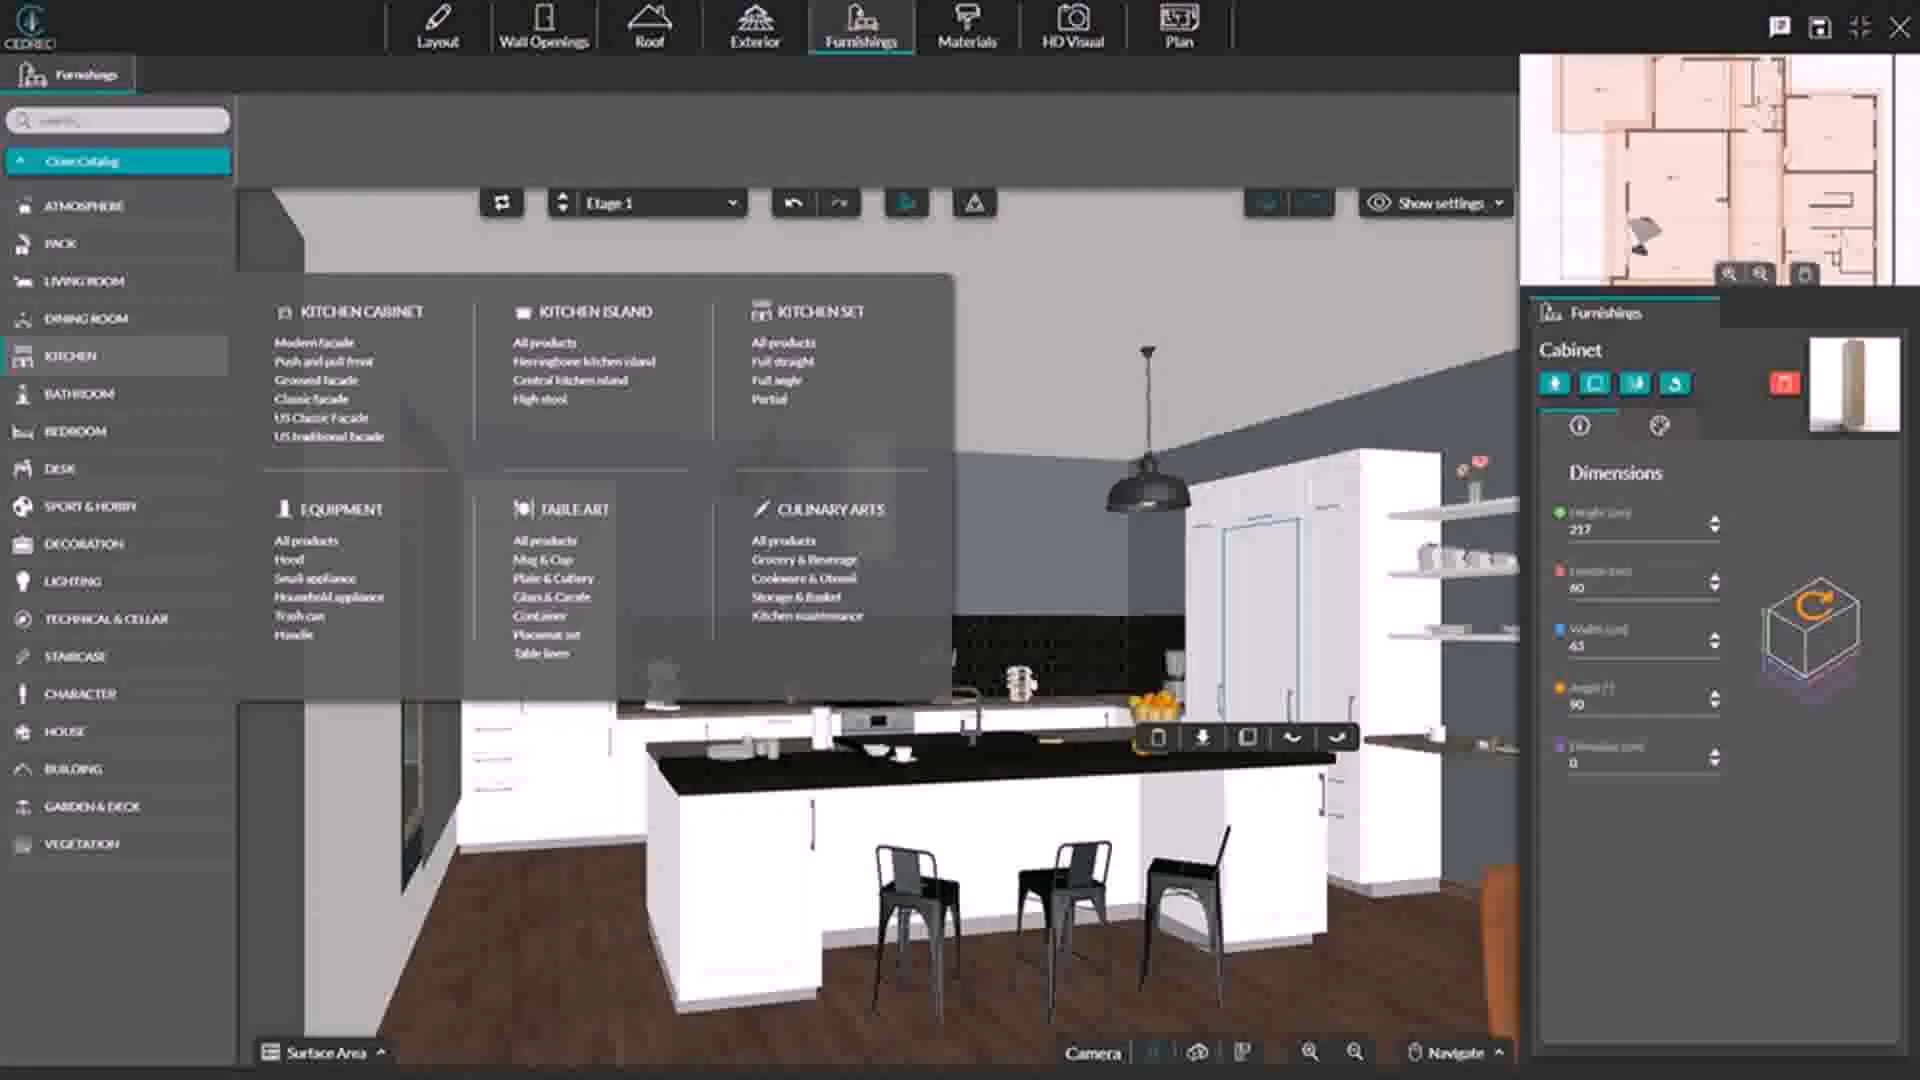 CEDREO
Layout
Wall Openings
Roof
Exterior
Furnishings
Materials
HD Visual
Plan
Furnishings
Search...
Close Catalog
ATMOSPHERE
PACK
LIVING ROOM
DINING ROOM
KITCHEN
BATHROOM
BEDROOM
DESK
SPORT & HOBBY
DECORATION
LIGHTING
TECHNICAL & CELLAR
STAIRCASE
CHARACTER
HOUSE
BUILDING
GARDEN & DECK
VEGETATION
Etage 1
Show settings
KITCHEN CABINET
Modern facade
Push and pull front
Grooved facade
Classic facade
US Classic Facade
US traditional facade
KITCHEN ISLAND
All products
Herringbone kitchen island
Central kitchen island
High stool
KITCHEN SET
All products
Full straight
Full angle
Partial
EQUIPMENT
All products
Hood
Small appliance
Household appliance
Trash can
Handle
TABLE ART
All products
Mug & Cup
Plate & Cutlery
Glass & Carafe
Container
Placemat set
Table linen
CULINARY ARTS
All products
Grocery & Beverage
Cookware & Utensil
Storage & Basket
Kitchen maintenance
Furnishings
Cabinet
Dimensions
Height (cm)
217
60
Width (cm)
63
Angle (°)
90
0
Surface Area
Camera
Navigate